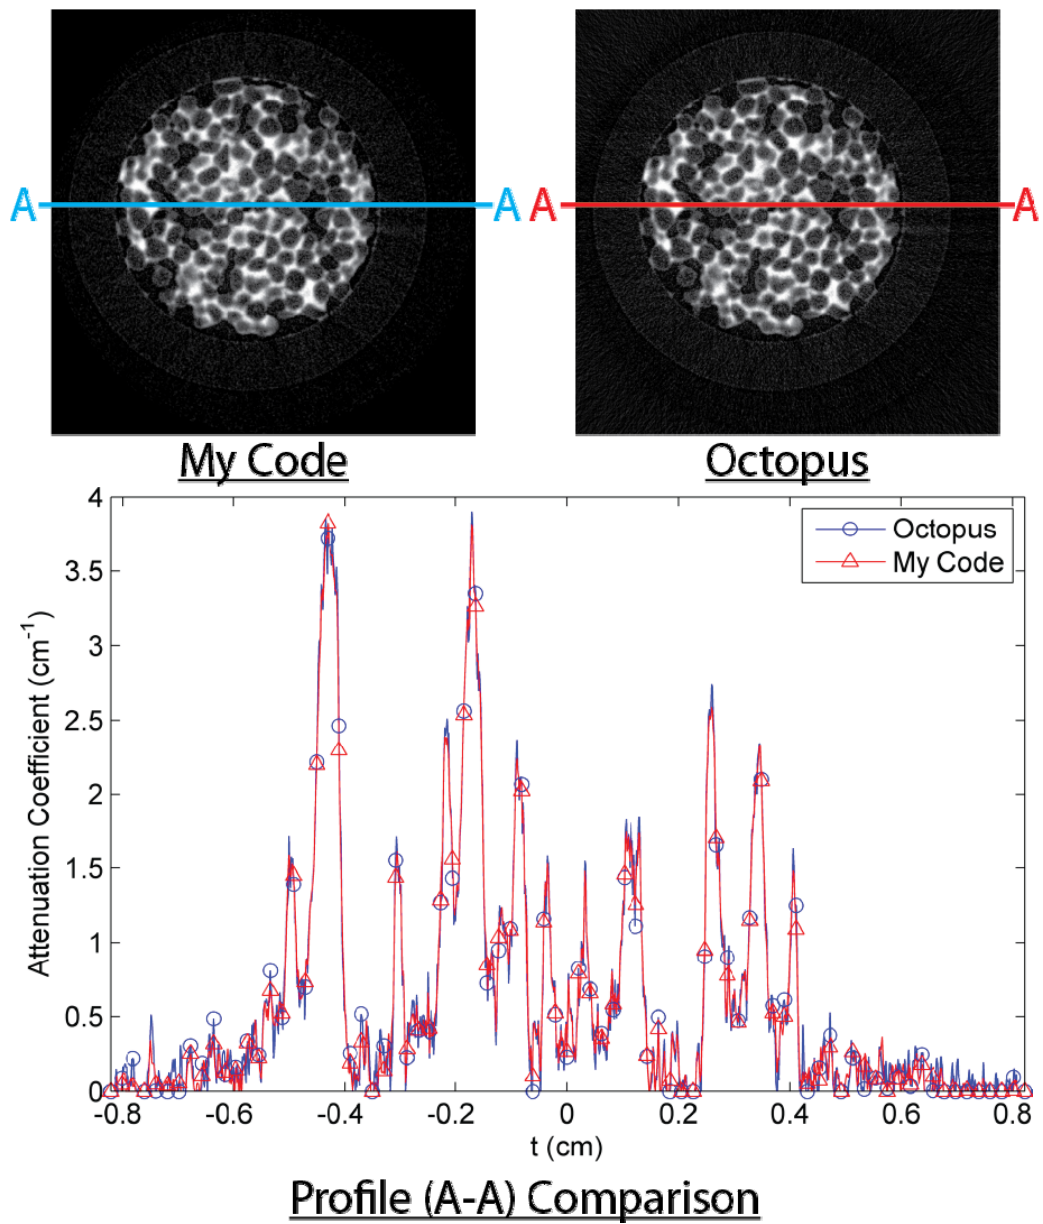 A A A A
My Code Octopus
4
3.5
3
2.5
2
1.5
1
0.5
0
Attenuation Coefficient (cm⁻¹)
Octopus
My Code
-0.8 -0.6 -0.4 -0.2 0 0.2 0.4 0.6 0.8
t (cm)
Profile (A-A) Comparison